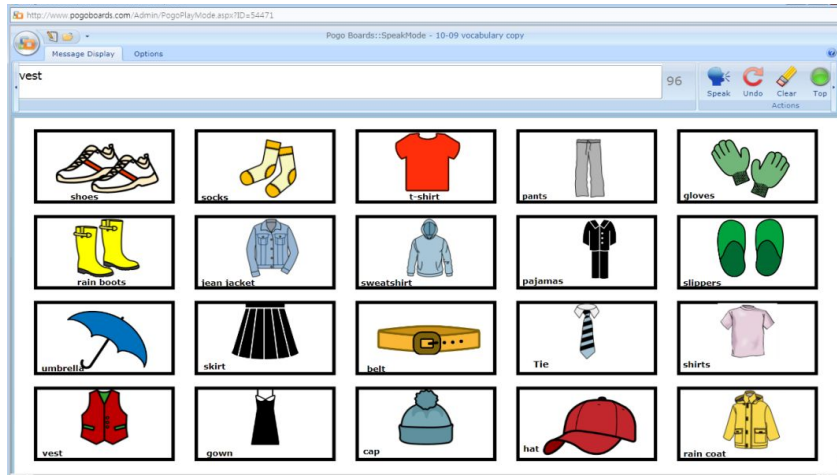 http://www.pogoboards.com/Admin/PogoPlayMode.aspx?ID=54471
Pogo Boards::SpeakMode - 10-09 vocabulary copy
Message Display Options
vest
96
Speak Undo Clear Top
Actions
shoes socks t-shirt pants gloves
rain boots jean jacket sweatshirt pajamas slippers
umbrella skirt belt Tie shirts
vest gown cap hat rain coat